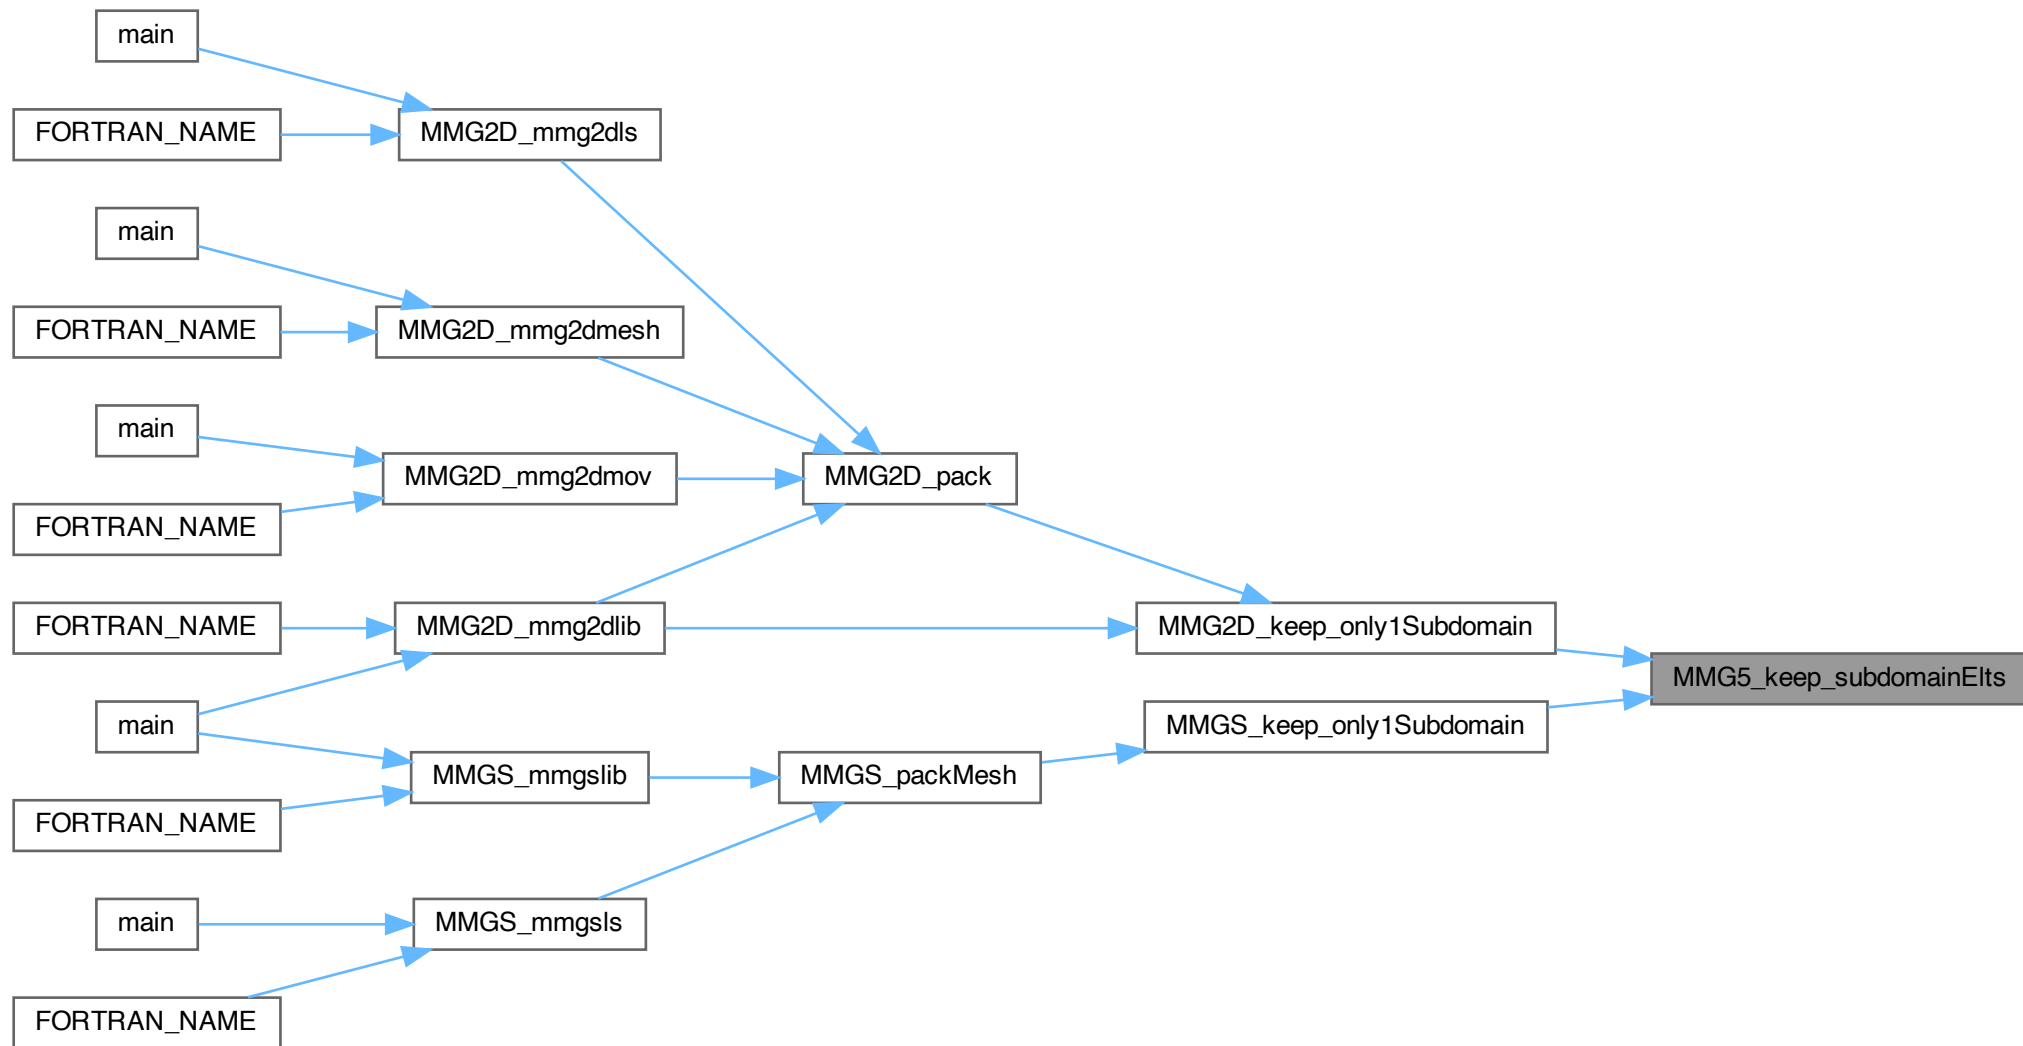 main
FORTRAN_NAME
MMG2D_mmg2dls
main
FORTRAN_NAME
MMG2D_mmg2dmesh
main
MMG2D_mmg2dmov
MMG2D_pack
FORTRAN_NAME
FORTRAN_NAME
MMG2D_mmg2dlib
MMG2D_keep_only1Subdomain
MMG5_keep_subdomainElts
main
MMGS_keep_only1Subdomain
MMGS_mmgslib
MMGS_packMesh
FORTRAN_NAME
main
MMGS_mmgsls
FORTRAN_NAME